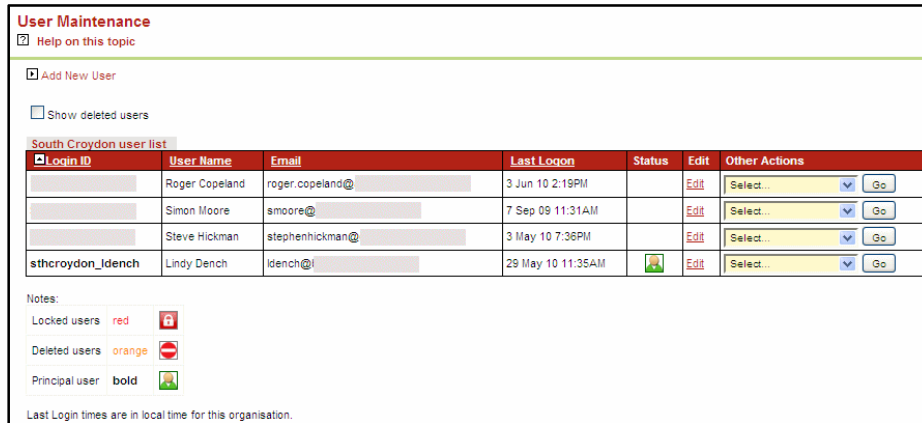 User Maintenance
? Help on this topic
Add New User
Show deleted users
South Croydon user list
Login ID User Name Email Last Logon Status Edit Other Actions
Roger Copeland roger.copeland@ 3 Jun 10 2:19PM Edit Select... Go
Simon Moore smoore@ 7 Sep 09 11:31AM Edit Select... Go
Steve Hickman stephenhickman@ 3 May 10 7:36PM Edit Select... Go
sthcroydon_ldench Lindy Dench ldench@ 29 May 10 11:35AM Edit Select... Go
Notes:
Locked users red
Deleted users orange
Principal user bold
Last Login times are in local time for this organisation.